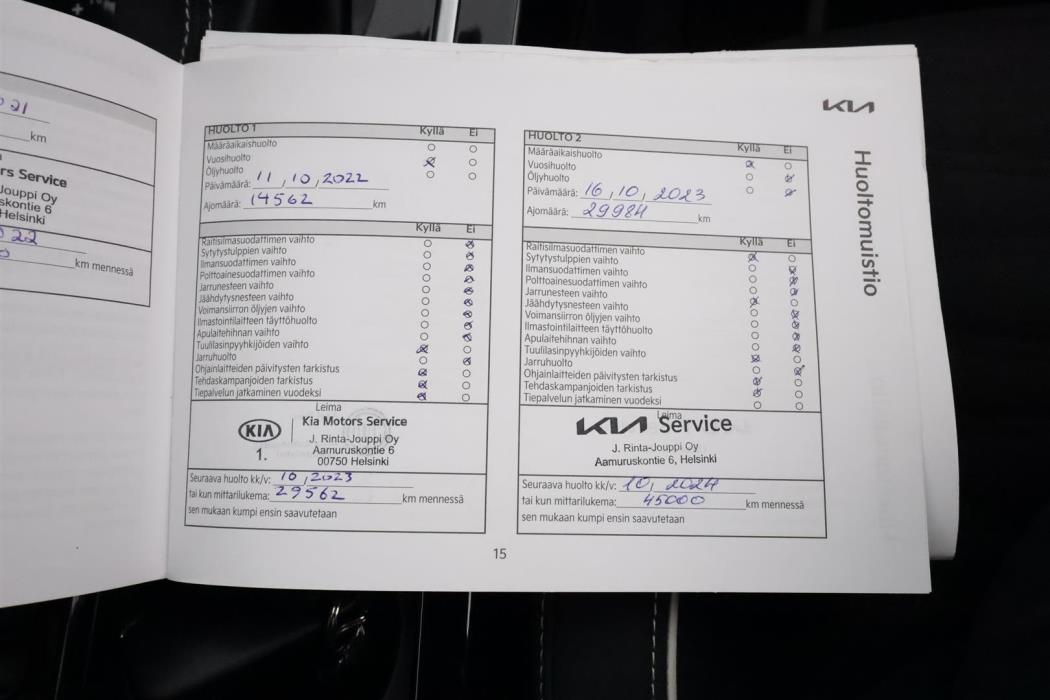 21
km
rs Service
Jouppi Oy
skontie 6
Helsinki
022
km mennessä
KIA
Huoltomuistio
HUOLTO 1 Kyllä Ei
Määräaikaishuolto
Vuosihuolto
Öljyhuolto
Päivämäärä: 11, 10, 2022
Ajomäärä: 14562 km
Kyllä Ei
Raitisilmasuodattimen vaihto
Sytytystulppien vaihto
Ilmansuodattimen vaihto
Polttoainesuodattimen vaihto
Jarrunesteen vaihto
Jäähdytysnesteen vaihto
Voimansiirron öljyjen vaihto
Ilmastointilaitteen täyttöhuolto
Apulaitehihnan vaihto
Tuulilasinpyyhkijöiden vaihto
Jarruhuolto
Ohjainlaitteiden päivitysten tarkistus
Tehdaskampanjoiden tarkistus
Tiepalvelun jatkaminen vuodeksi
Leima
KIA Kia Motors Service
1. J. Rinta-Jouppi Oy
Aamuruskontie 6
00750 Helsinki
Seuraava huolto kk/v: 10, 2023
tai kun mittarilukema: 29562 km mennessä
sen mukaan kumpi ensin saavutetaan
HUOLTO 2 Kyllä Ei
Määräaikaishuolto
Vuosihuolto
Öljyhuolto
Päivämäärä: 16, 10, 2023
Ajomäärä: 29984 km
Kyllä Ei
Raitisilmasuodattimen vaihto
Sytytystulppien vaihto
Ilmansuodattimen vaihto
Polttoainesuodattimen vaihto
Jarrunesteen vaihto
Jäähdytysnesteen vaihto
Voimansiirron öljyjen vaihto
Ilmastointilaitteen täyttöhuolto
Apulaitehihnan vaihto
Tuulilasinpyyhkijöiden vaihto
Jarruhuolto
Ohjainlaitteiden päivitysten tarkistus
Tehdaskampanjoiden tarkistus
Tiepalvelun jatkaminen vuodeksi
Leima
KIA Service
J. Rinta-Jouppi Oy
Aamuruskontie 6, Helsinki
Seuraava huolto kk/v: 10, 2024
tai kun mittarilukema: 45000 km mennessä
sen mukaan kumpi ensin saavutetaan
15